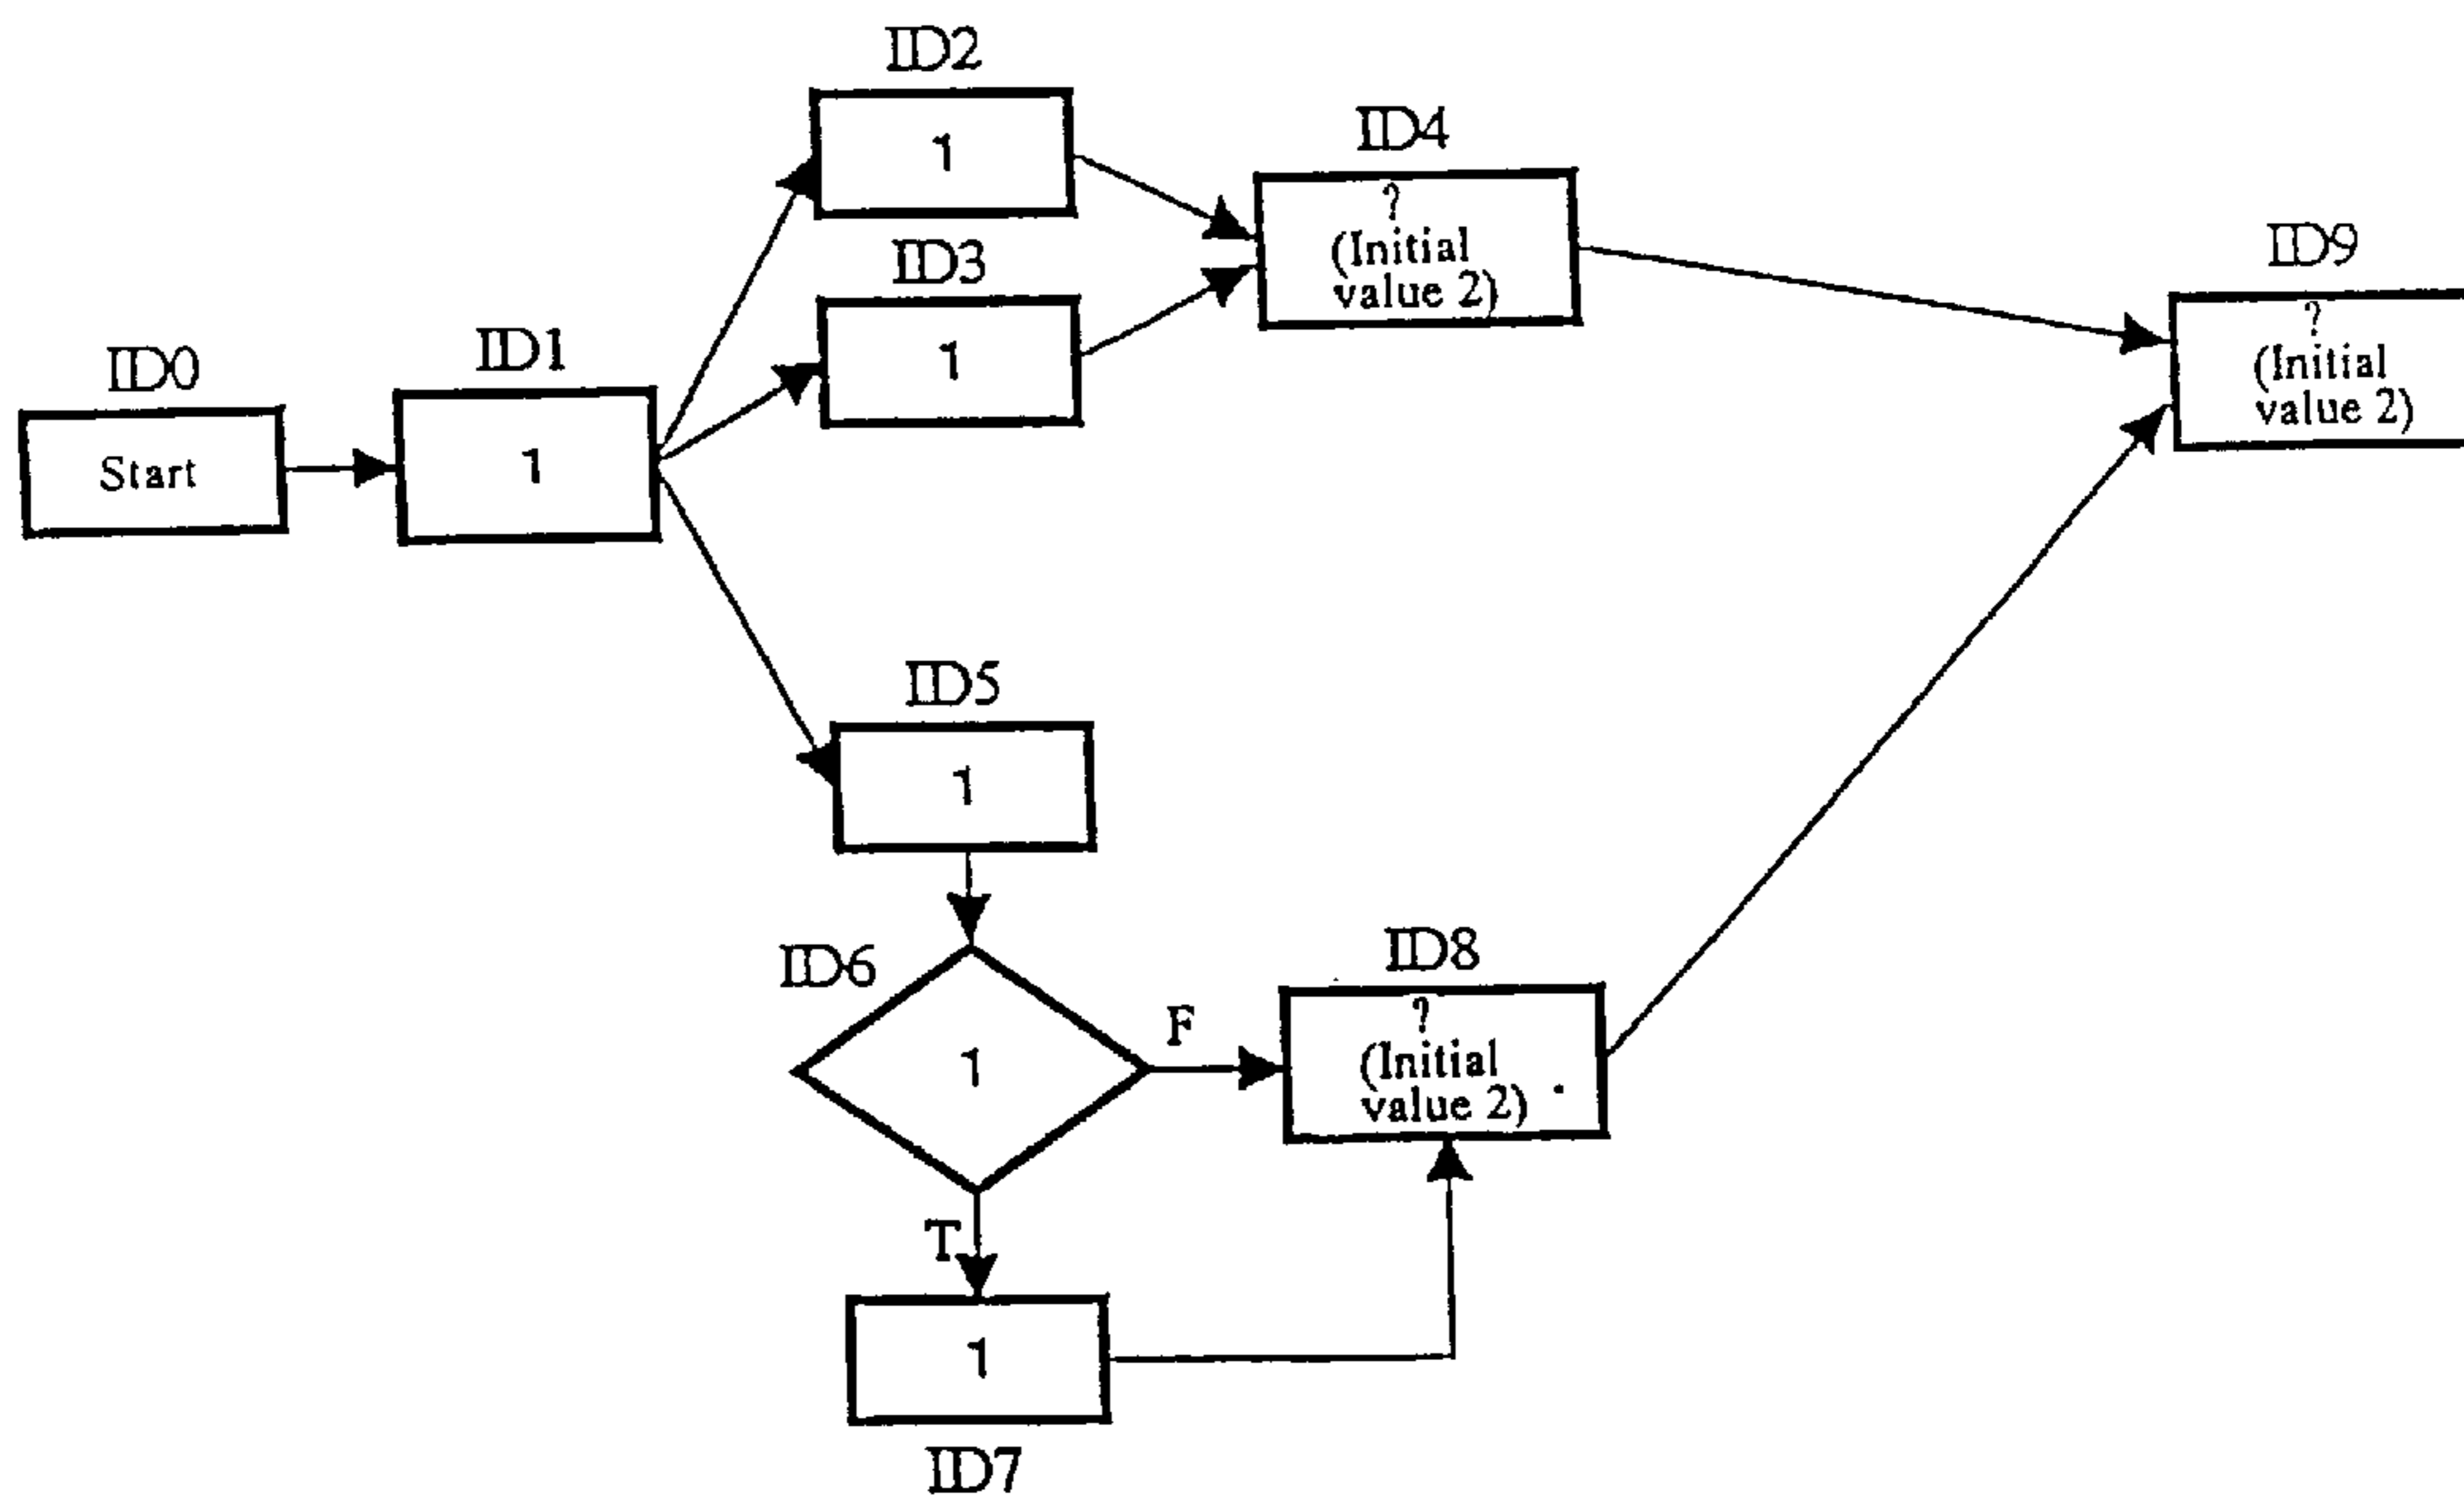 ID0
Start
ID1
1
ID2
1
ID3
1
ID4
?
(Initial
value 2)
ID9
?
(Initial
value 2)
ID5
1
ID6
1
F
T
ID7
1
ID8
?
(Initial
value 2)